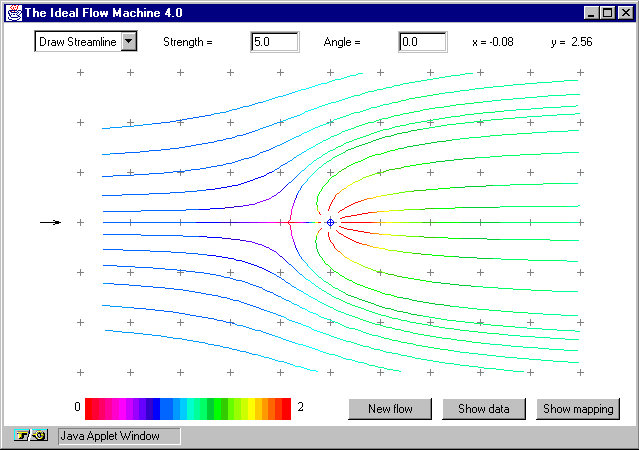 The Ideal Flow Machine 4.0
Draw Streamline Strength = 5.0 Angle = 0.0 x = -0.08 y = 2.56
0 2 New flow Show data Show mapping
Java Applet Window